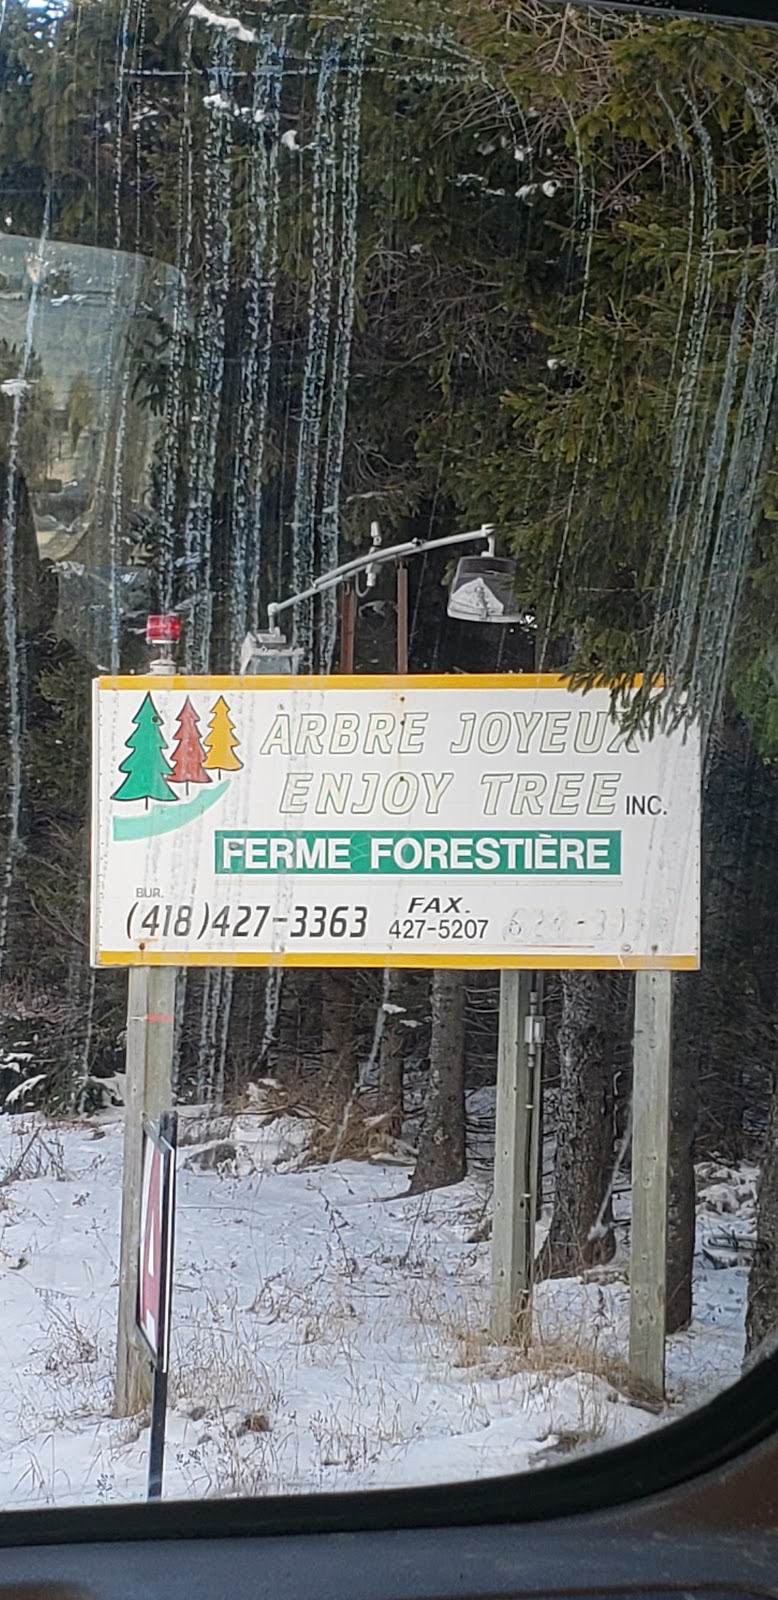 ARBRE JOYEUX
ENJOY TREE INC.
FERME FORESTIÈRE
BUR.
(418)427-3363
FAX.
427-5207
A